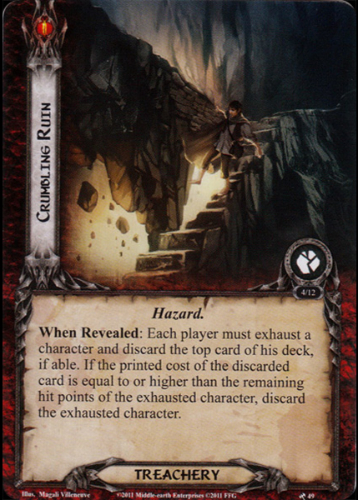 Crumbling Ruin
4/12
Hazard.
When Revealed: Each player must exhaust a
character and discard the top card of his deck,
if able. If the printed cost of the discarded
card is equal to or higher than the remaining
hit points of the exhausted character, discard
the exhausted character.
TREACHERY
Illus. Magali Villeneuve ©2011 Middle-earth Enterprises ©2011 FFG 49